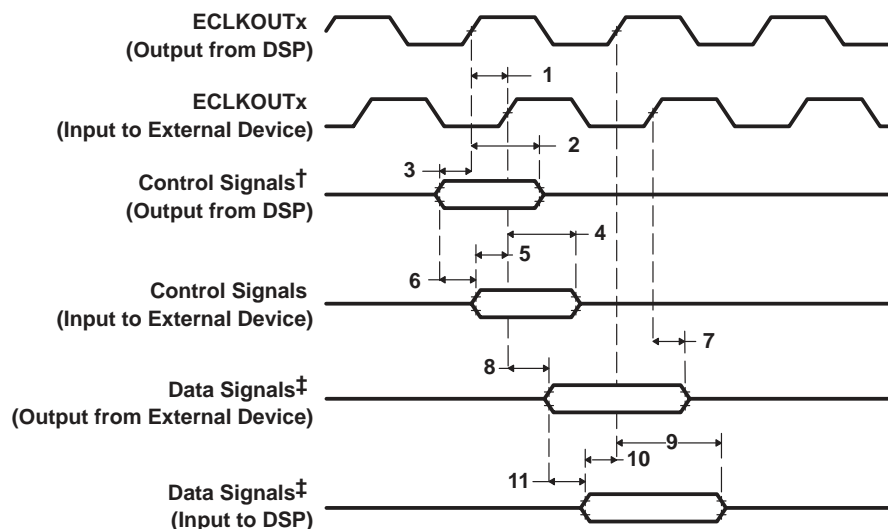 ECLKOUTx
(Output from DSP)
1
ECLKOUTx
(Input to External Device)
2
3
Control Signals†
(Output from DSP)
4
5
6
Control Signals
(Input to External Device)
7
8
Data Signals‡
(Output from External Device)
9
10
11
Data Signals‡
(Input to DSP)